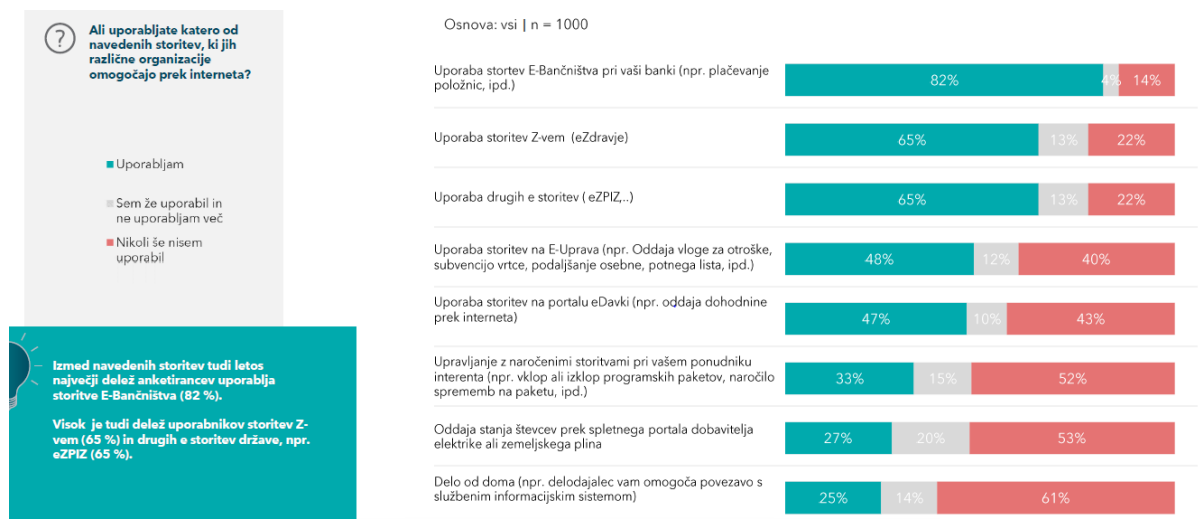 ?
Ali uporabljate katero od
navedenih storitev, ki jih
različne organizacije
omogočajo prek interneta?
Uporabljam
Sem že uporabil in
ne uporabljam več
Nikoli še nisem
uporabil
Izmed navedenih storitev tudi letos
največji delež anketirancev uporablja
storitve E-Bančništva (82 %).
Visok je tudi delež uporabnikov storitev Z-
vem (65 %) in drugih e storitev države, npr.
eZPIZ (65 %).
Osnova: vsi | n = 1000
Uporaba stortev E-Bančništva pri vaši banki (npr. plačevanje
položnic, ipd.)
82% 4% 14%
Uporaba storitev Z-vem (eZdravje)
65% 13% 22%
Uporaba drugih e storitev ( eZPIZ,..)
65% 13% 22%
Uporaba storitev na E-Uprava (npr. Oddaja vloge za otroške,
subvencijo vrtce, podaljšanje osebne, potnega lista, ipd.)
48% 12% 40%
Uporaba storitev na portalu eDavki (npr. oddaja dohodnine
prek interneta)
47% 10% 43%
Upravljanje z naročenimi storitvami pri vašem ponudniku
interenta (npr. vklop ali izklop programskih paketov, naročilo
sprememb na paketu, ipd.)
33% 15% 52%
Oddaja stanja števcev prek spletnega portala dobavitelja
elektrike ali zemeljskega plina
27% 20% 53%
Delo od doma (npr. delodajalec vam omogoča povezavo s
službenim informacijskim sistemom)
25% 14% 61%